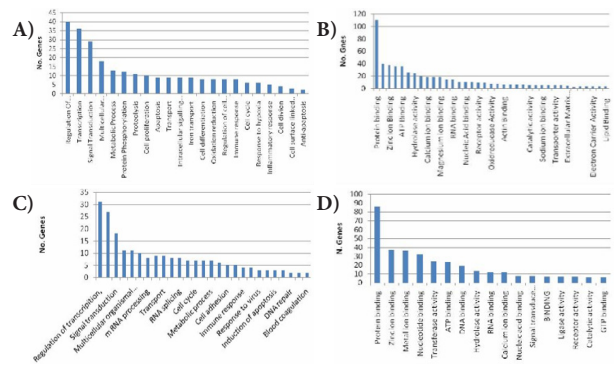 A)
No. Genes
45
40
35
30
25
20
15
10
5
0
Regulation of..
Transcription
Signal Transduction
Multicellular.
Metabolic Process
Protein Phosphorylation
Proteolysis
Cell proliferation
Apoptosis
Transport
Intracellular signalling.
Iron transport
Cell differentiation
Oxidation reduction
Regulation of cell.
Immune response
Cell cycle
Response to hypoxia
Inflammatory response
Cell division
Cell surface linked..
Anti-apoptosis
B)
No. Gnes
120
100
80
60
40
20
0
Protein binding
Zinc ion Binding
ATP Binding
Hydrolase activity
Calcium ion binding
Magnesium ion binding
RNA binding
Nucleic Acid binding
Receptor activity
Oxidoreductase Activity
Actin binding
Catalytic activity
Sodium ion binding
Transporter activity
Extracellular Matrix
Electron Carrier Activity
Lipid Binding
C)
No. Genes
35
30
25
20
15
10
5
0
Regulation of transcription,
Signal transduction
Multicellular organismal...
m RNA processing
Transport
RNA splicing
Cell cycle
Metabolic process
Cell adhesion
Immune response
Response to virus
Induction of apoptosis
DNA repair
Blood coagulation
D)
N. Genes
100
90
80
70
60
50
40
30
20
10
0
Protein binding
Zinc ion binding
Metal ion binding
Nucleotide binding
Transferase activity
ATP binding
DNA binding
Hydrolase activity
RNA binding
Calcium ion binding
Nucleic acid binding
Signal transduc...
BINDING
Ligase activity
Receptor activity
Catalytic activity
GTP binding